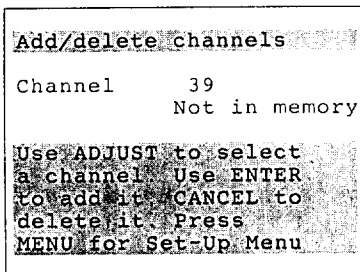 Add/delete channels
Channel 39
Not in memory
Use ADJUST to select
a channel. Use ENTER
to add it. CANCEL to
delete it. Press
MENU for Set-Up Menu